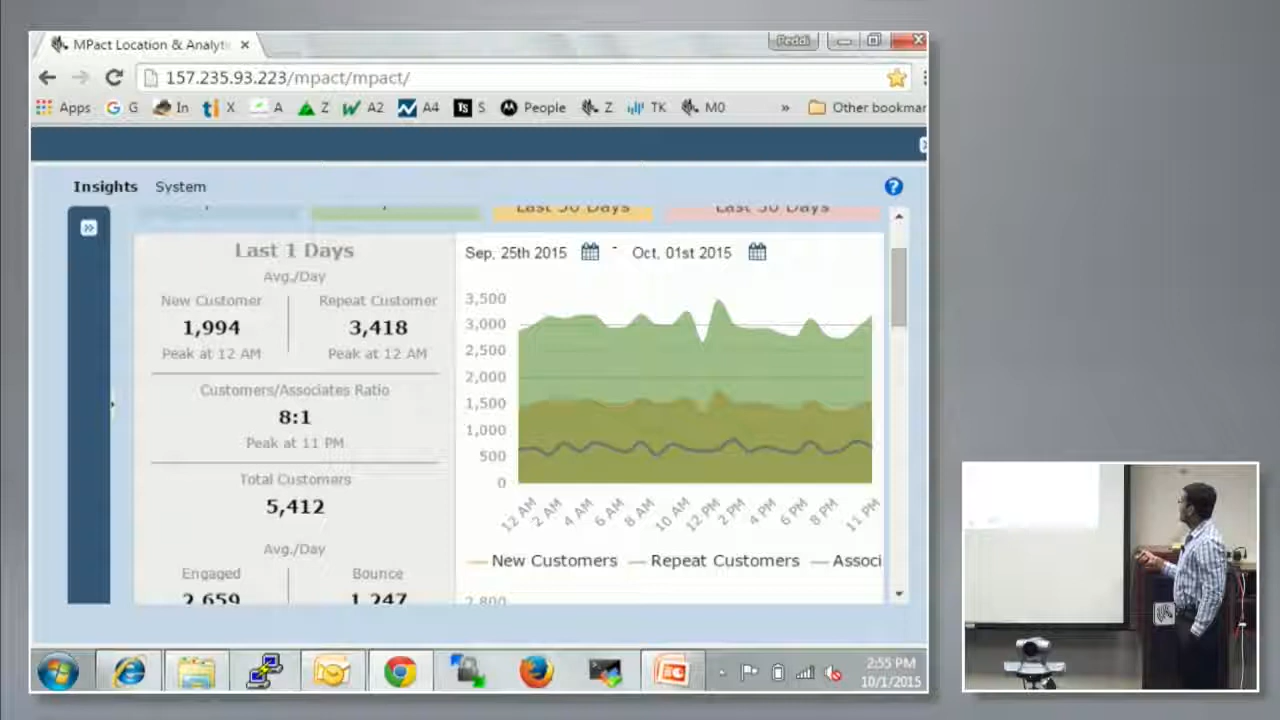 MPact Location & Analyt
Peddi
157.235.93.223/mpact/mpact/
Apps G In X A Z A2 A4 TS S People Z TK M0 » Other bookmar
Insights System
Last 30 Days Last 30 Days
Last 1 Days
Avg./Day
New Customer Repeat Customer
1,994 3,418
Peak at 12 AM Peak at 12 AM
Customers/Associates Ratio
8:1
Peak at 11 PM
Total Customers
5,412
Avg./Day
Engaged Bounce
2,659 1,247
Sep, 25th 2015 - Oct, 01st 2015
3,500
3,000
2,500
2,000
1,500
1,000
500
0
12 AM 2 AM 4 AM 6 AM 8 AM 10 AM 12 PM 2 PM 4 PM 6 PM 8 PM 11 PM
New Customers Repeat Customers Associ
2,800
2:55 PM
10/1/2015